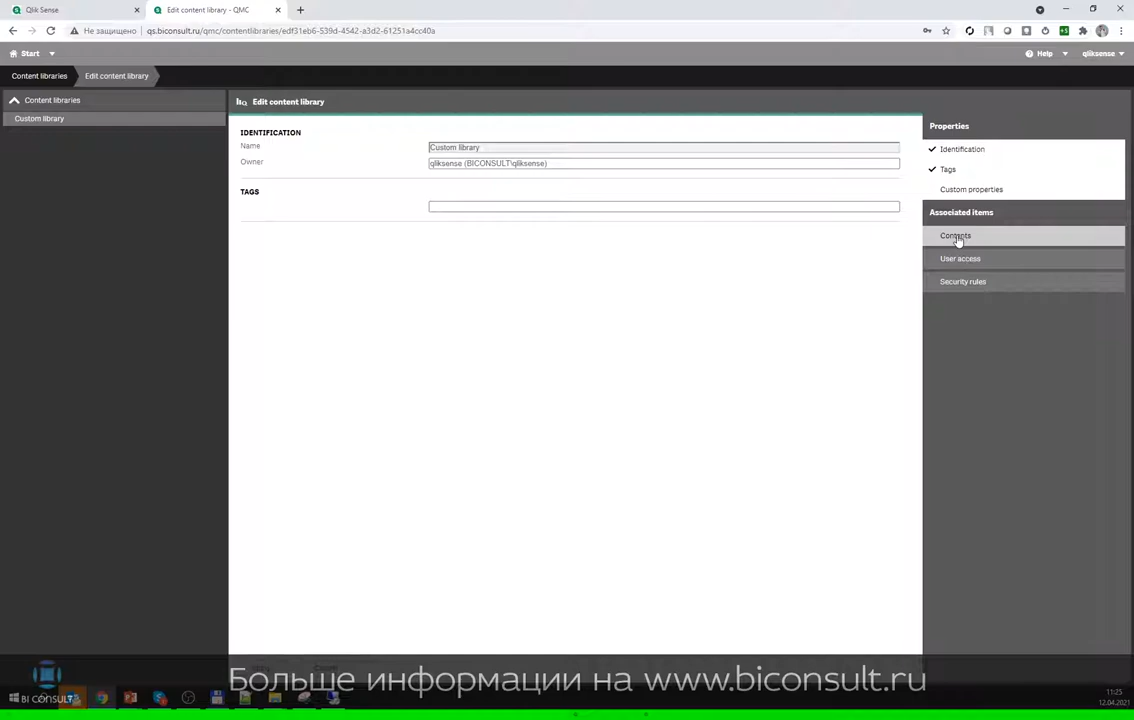 Qlik Sense
Edit content library - QMC
Не защищено
qs.biconsult.ru/qmc/contentlibraries/edf31eb6-539d-4542-a3d2-61251a4cc40a
Start
Help
qliksense
Content libraries
Edit content library
Content libraries
Custom library
Edit content library
IDENTIFICATION
Name
Custom library
Owner
qliksense (BICONSULT\qliksense)
TAGS
Properties
Identification
Tags
Custom properties
Associated items
Contents
User access
Security rules
Больше информации на www.biconsult.ru
BI CONSULT
11:25
12.04.2021